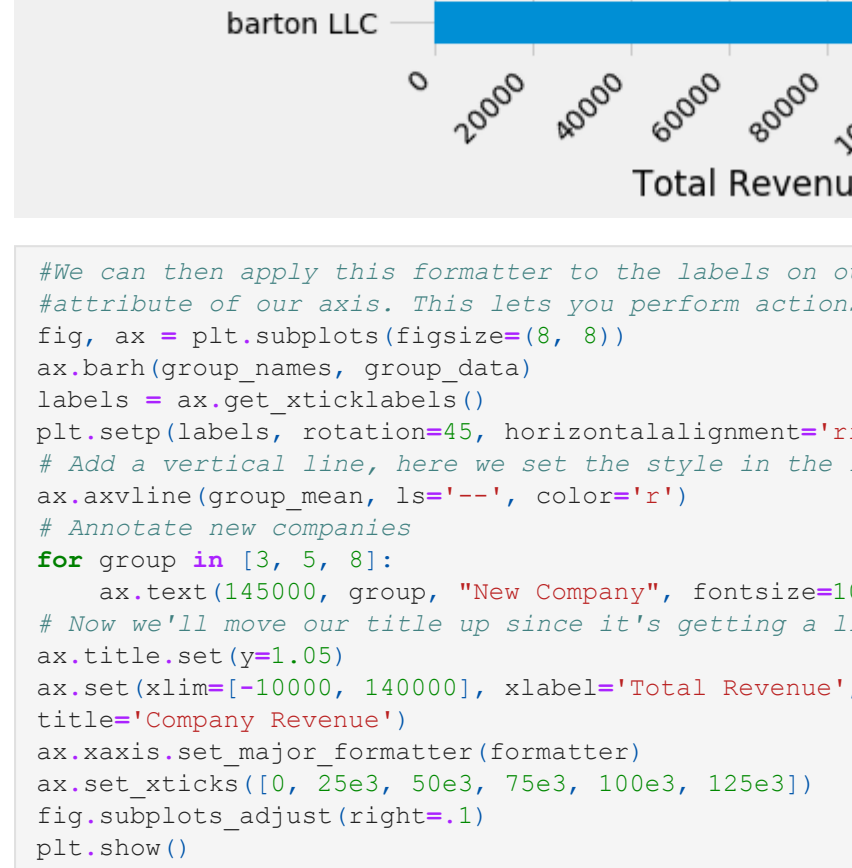 barton LLC
0
20000
40000
60000
80000
Total Revenu
#We can then apply this formatter to the labels on o
#attribute of our axis. This lets you perform action
fig, ax = plt.subplots(figsize=(8, 8))
ax.barh(group_names, group_data)
labels = ax.get_xticklabels()
plt.setp(labels, rotation=45, horizontalalignment='ri
# Add a vertical line, here we set the style in the
ax.axvline(group_mean, ls='--', color='r')
# Annotate new companies
for group in [3, 5, 8]:
    ax.text(145000, group, "New Company", fontsize=10
# Now we'll move our title up since it's getting a li
ax.title.set(y=1.05)
ax.set(xlim=[-10000, 140000], xlabel='Total Revenue',
title='Company Revenue')
ax.xaxis.set_major_formatter(formatter)
ax.set_xticks([0, 25e3, 50e3, 75e3, 100e3, 125e3])
fig.subplots_adjust(right=.1)
plt.show()